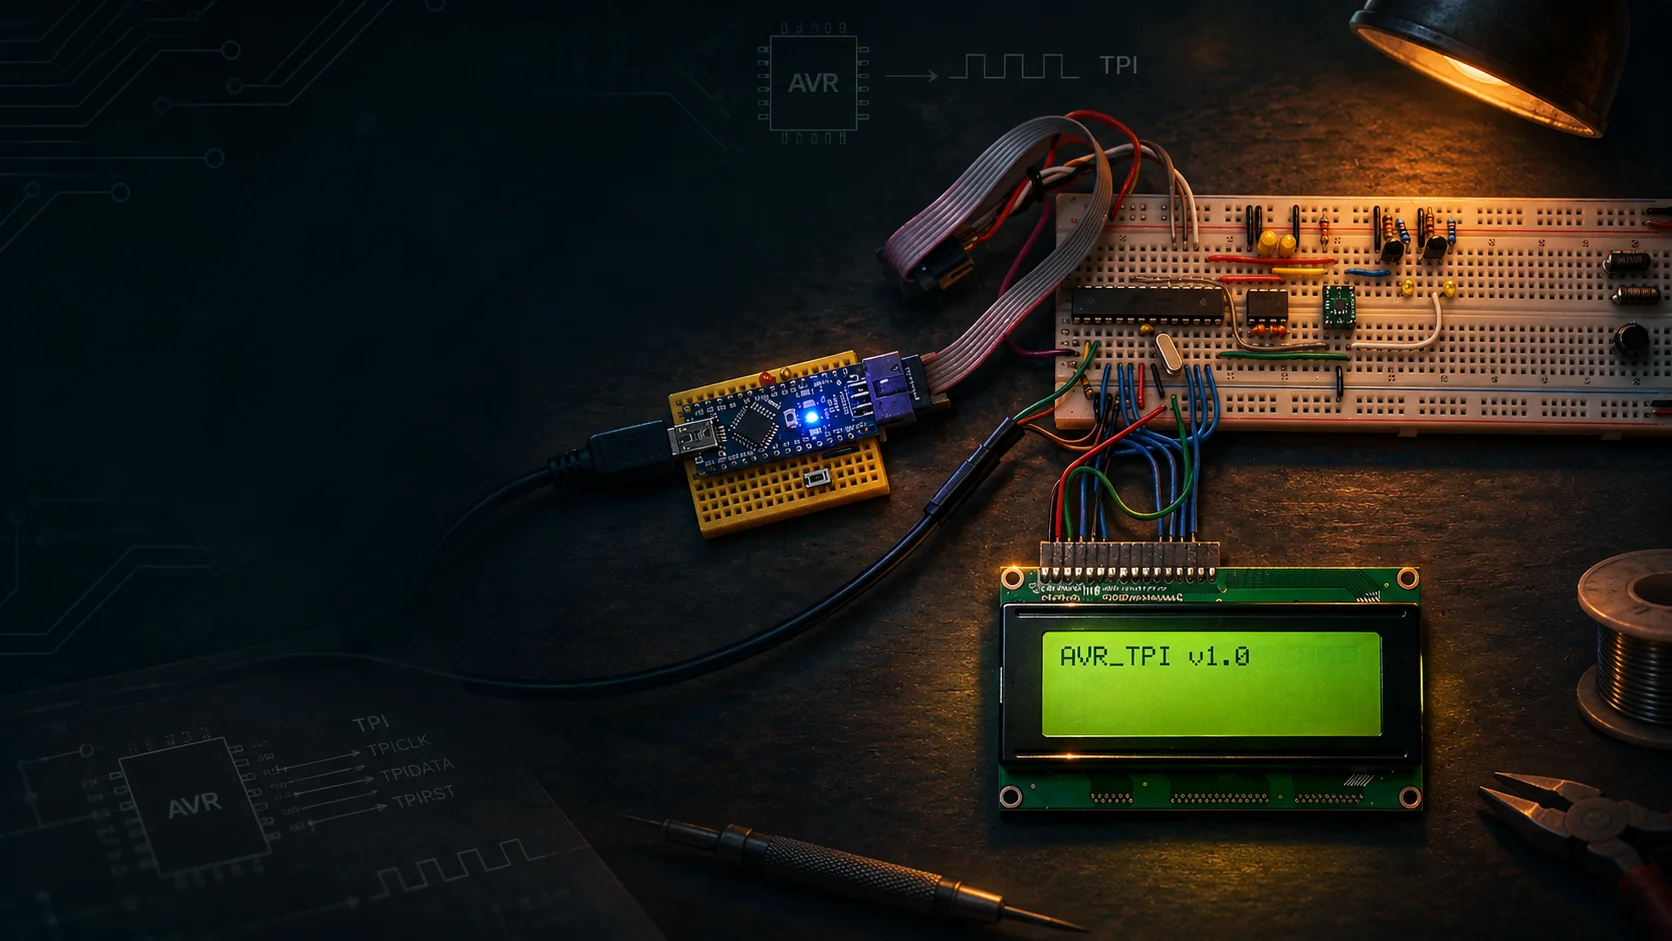 AVR
TPI
AVR_TPI v1.0
TPI
TPICLK
TPIDATA
TPIRST
AVR